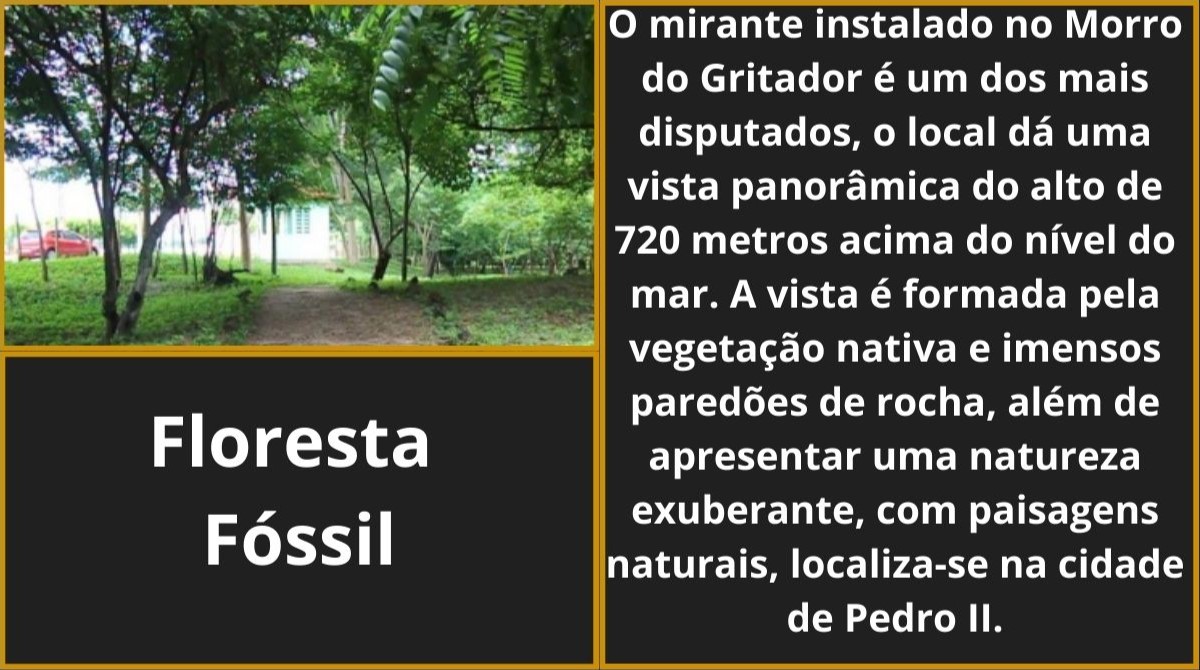 Floresta
Fóssil
O mirante instalado no Morro
do Gritador é um dos mais
disputados, o local dá uma
vista panorâmica do alto de
720 metros acima do nível do
mar. A vista é formada pela
vegetação nativa e imensos
paredões de rocha, além de
apresentar uma natureza
exuberante, com paisagens
naturais, localiza-se na cidade
de Pedro II.